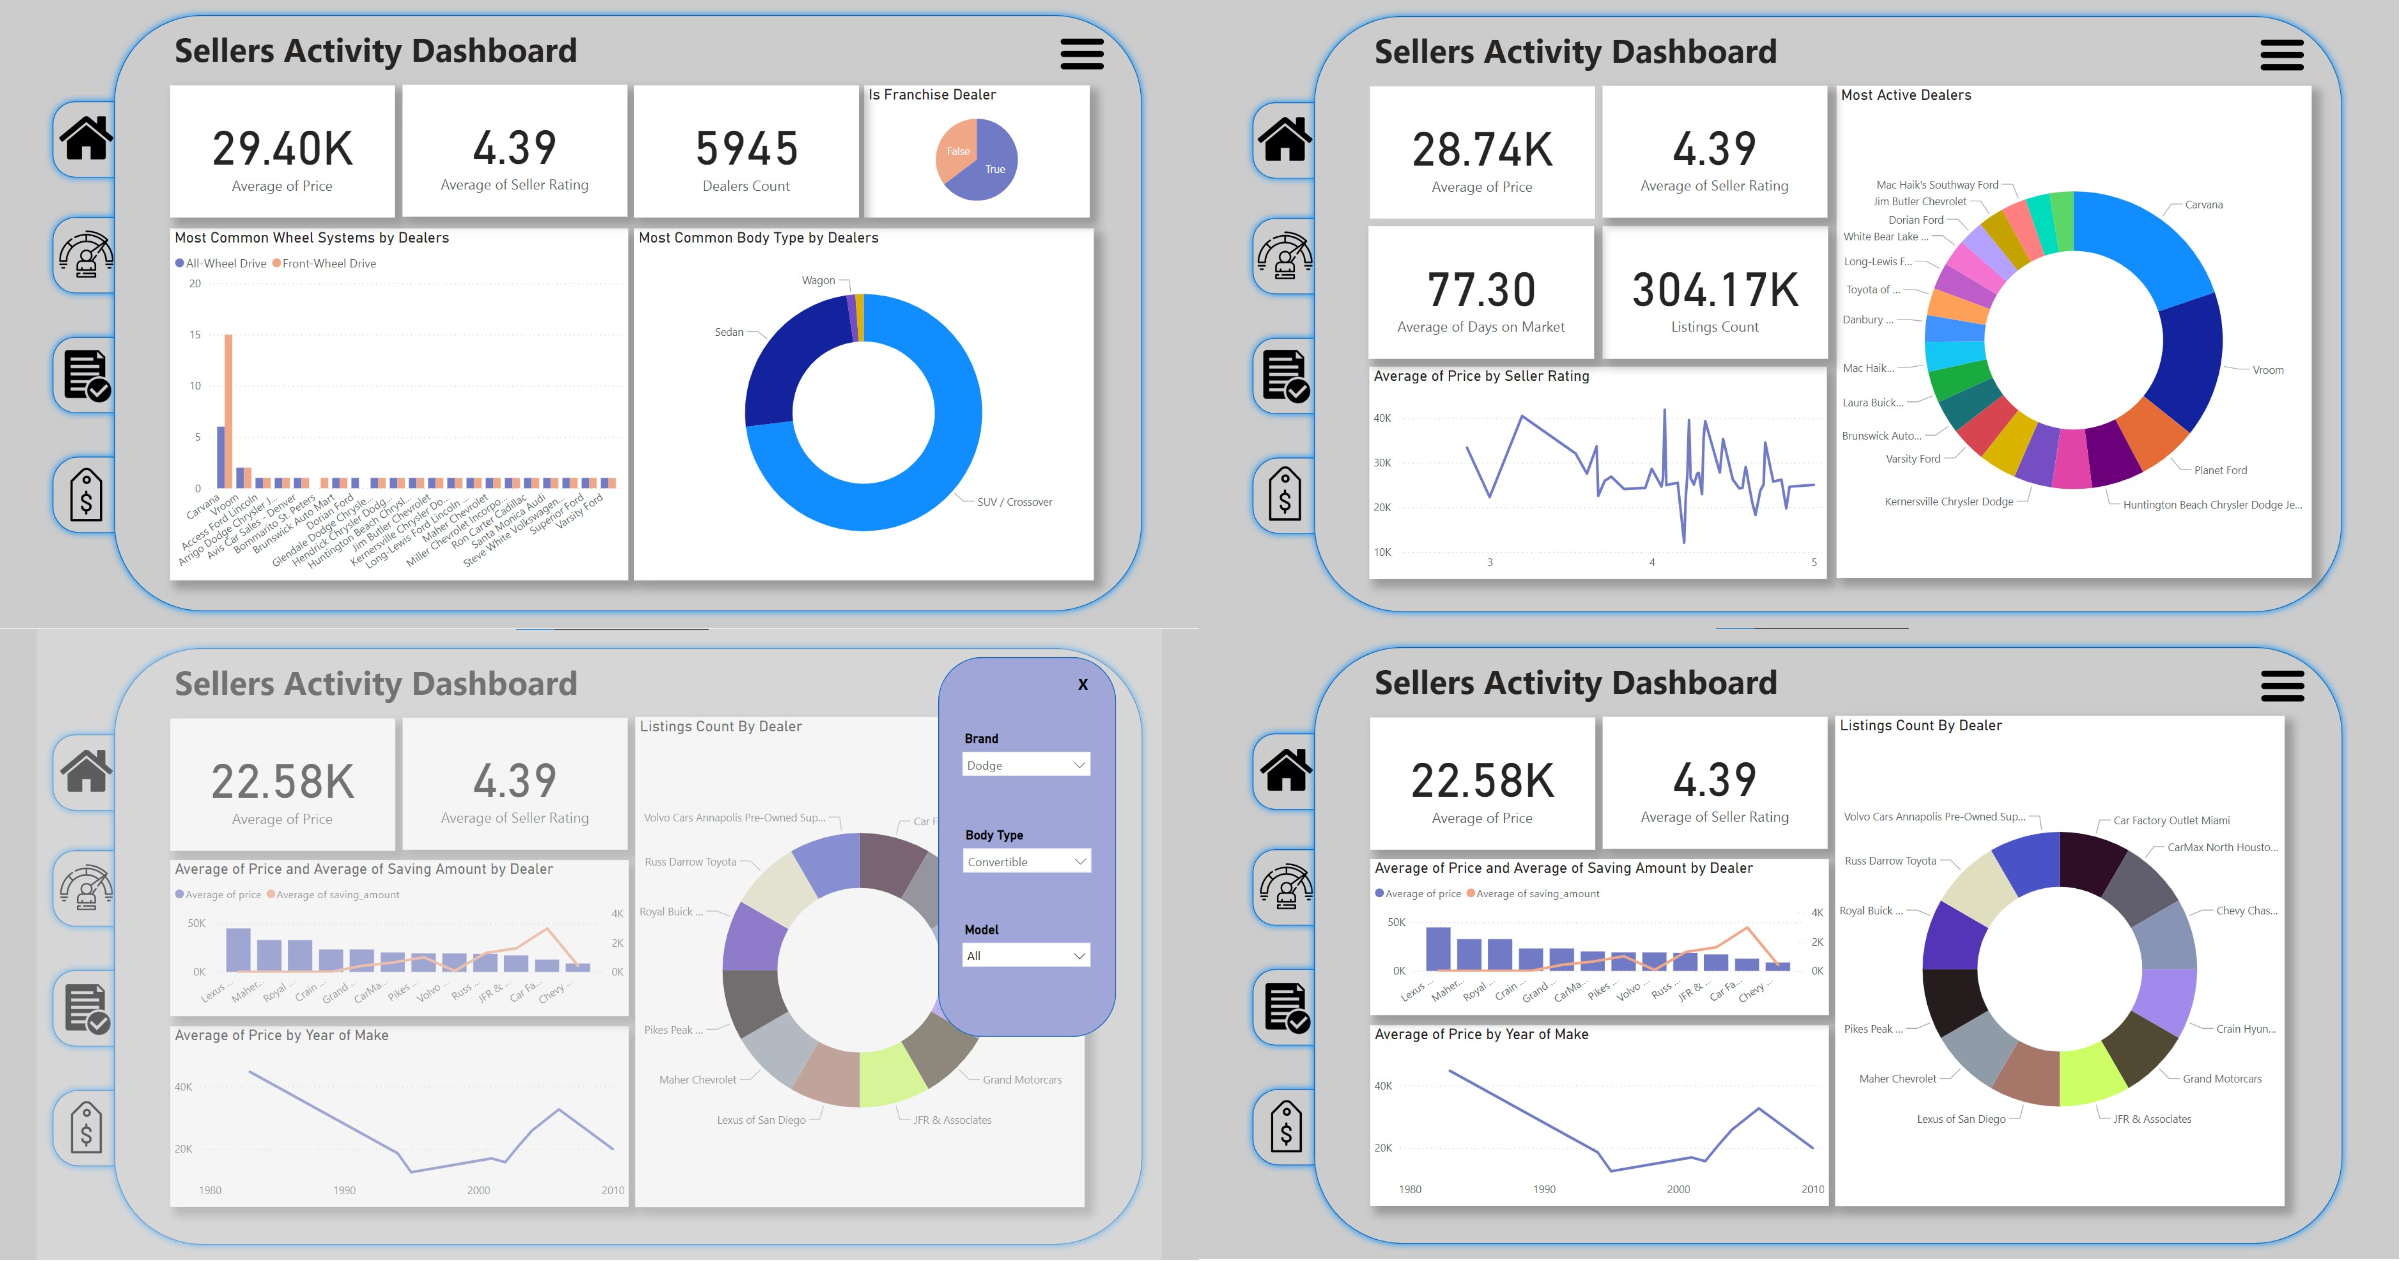 Sellers Activity Dashboard
29.40K
Average of Price
4.39
Average of Seller Rating
5945
Dealers Count
Is Franchise Dealer
False
True
Most Common Wheel Systems by Dealers
All-Wheel Drive Front-Wheel Drive
20
15
10
5
0
Carvana
Vroom
Access Ford Lincoln
Arrigo Dodge Chrysler J...
Avis Car Sales - Denver
Bommarito St. Peters
Brunswick Auto Mart
Dorian Ford
Glendale Dodge Chrysle...
Hendrick Chrysler Dodg...
Huntington Beach Chrysl...
Jim Butler Chevrolet
Kernersville Chrysler Do...
Long-Lewis Ford Lincoln ...
Maher Chevrolet
Miller Chevrolet Incorpo...
Ron Carter Cadillac
Santa Monica Audi
Steve White Volkswagen...
Superior Ford
Varsity Ford
Most Common Body Type by Dealers
Wagon
Sedan
SUV / Crossover
Sellers Activity Dashboard
28.74K
Average of Price
4.39
Average of Seller Rating
77.30
Average of Days on Market
304.17K
Listings Count
Average of Price by Seller Rating
40K
30K
20K
10K
3 4 5
Most Active Dealers
Mac Haik's Southway Ford
Jim Butler Chevrolet
Dorian Ford
White Bear Lake ...
Long-Lewis F...
Toyota of ...
Danbury ...
Mac Haik...
Laura Buick...
Brunswick Auto...
Varsity Ford
Kernersville Chrysler Dodge
Carvana
Vroom
Planet Ford
Huntington Beach Chrysler Dodge Je...
Sellers Activity Dashboard
22.58K
Average of Price
4.39
Average of Seller Rating
Average of Price and Average of Saving Amount by Dealer
Average of price Average of saving_amount
50K
0K
4K
2K
0K
Lexus ...
Maher...
Royal ...
Crain ...
Grand ...
CarMa...
Pikes ...
Volvo ...
Russ ...
JFR & ...
Car Fa...
Chevy ...
Average of Price by Year of Make
40K
20K
1980 1990 2000 2010
Listings Count By Dealer
Volvo Cars Annapolis Pre-Owned Sup...
Car F
Russ Darrow Toyota
Royal Buick ...
Pikes Peak ...
Maher Chevrolet
Lexus of San Diego
JFR & Associates
Grand Motorcars
X
Brand
Dodge
Body Type
Convertible
Model
All
Sellers Activity Dashboard
22.58K
Average of Price
4.39
Average of Seller Rating
Average of Price and Average of Saving Amount by Dealer
Average of price Average of saving_amount
50K
0K
4K
2K
0K
Lexus ...
Maher...
Royal ...
Crain ...
Grand ...
CarMa...
Pikes ...
Volvo ...
Russ ...
JFR & ...
Car Fa...
Chevy ...
Average of Price by Year of Make
40K
20K
1980 1990 2000 2010
Listings Count By Dealer
Volvo Cars Annapolis Pre-Owned Sup...
Car Factory Outlet Miami
CarMax North Housto...
Russ Darrow Toyota
Royal Buick ...
Chevy Chas...
Pikes Peak ...
Crain Hyun...
Maher Chevrolet
Grand Motorcars
Lexus of San Diego
JFR & Associates